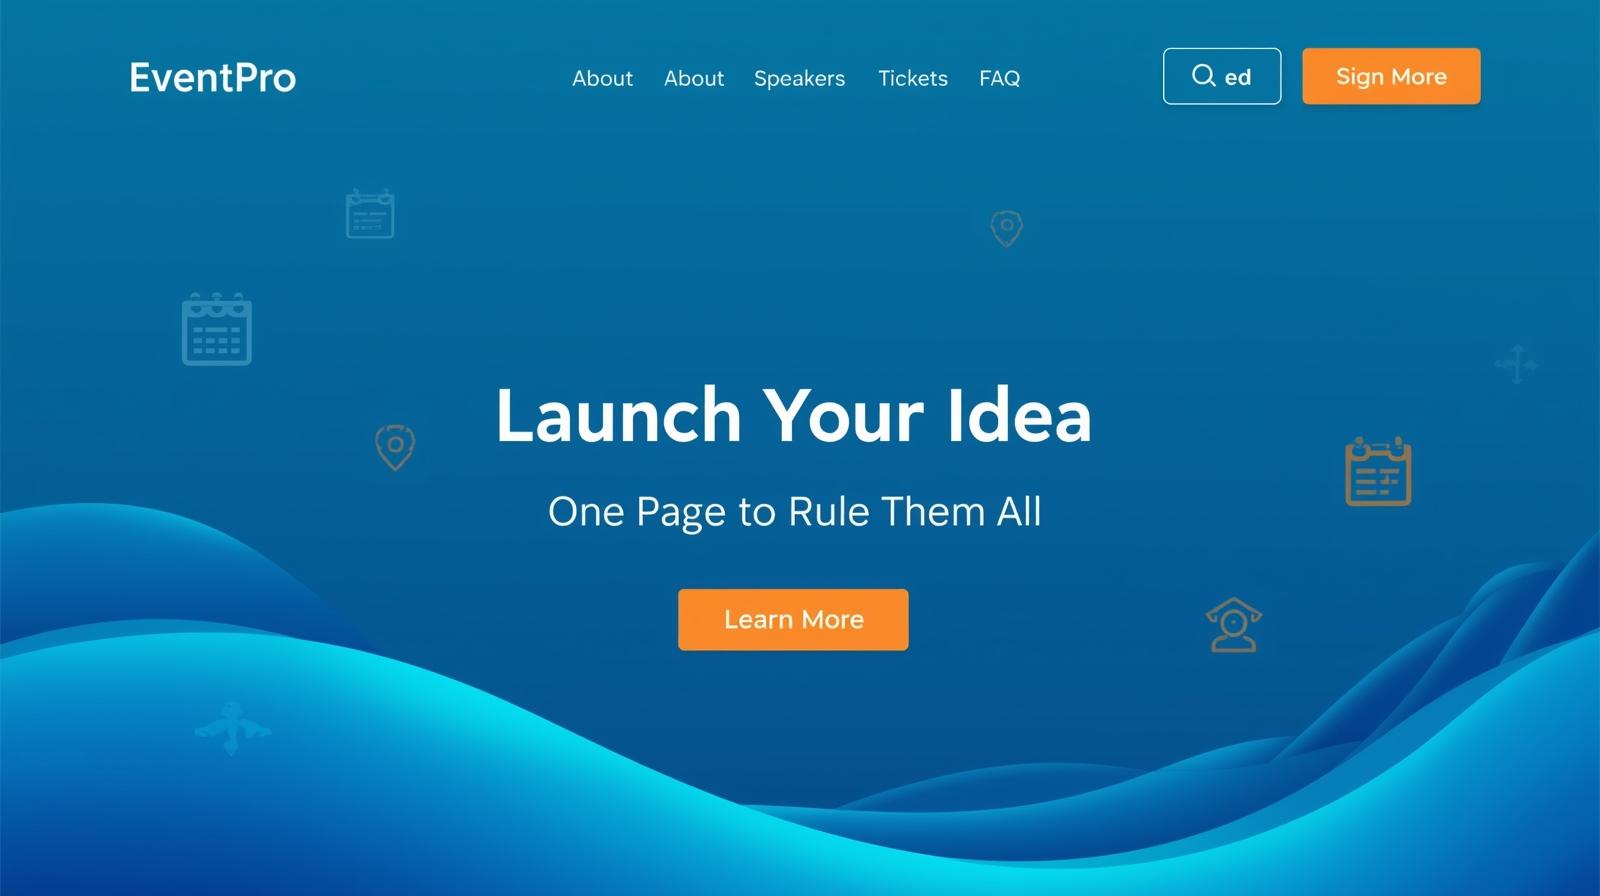 EventPro
About About Speakers Tickets FAQ
ed
Sign More
Launch Your Idea
One Page to Rule Them All
Learn More